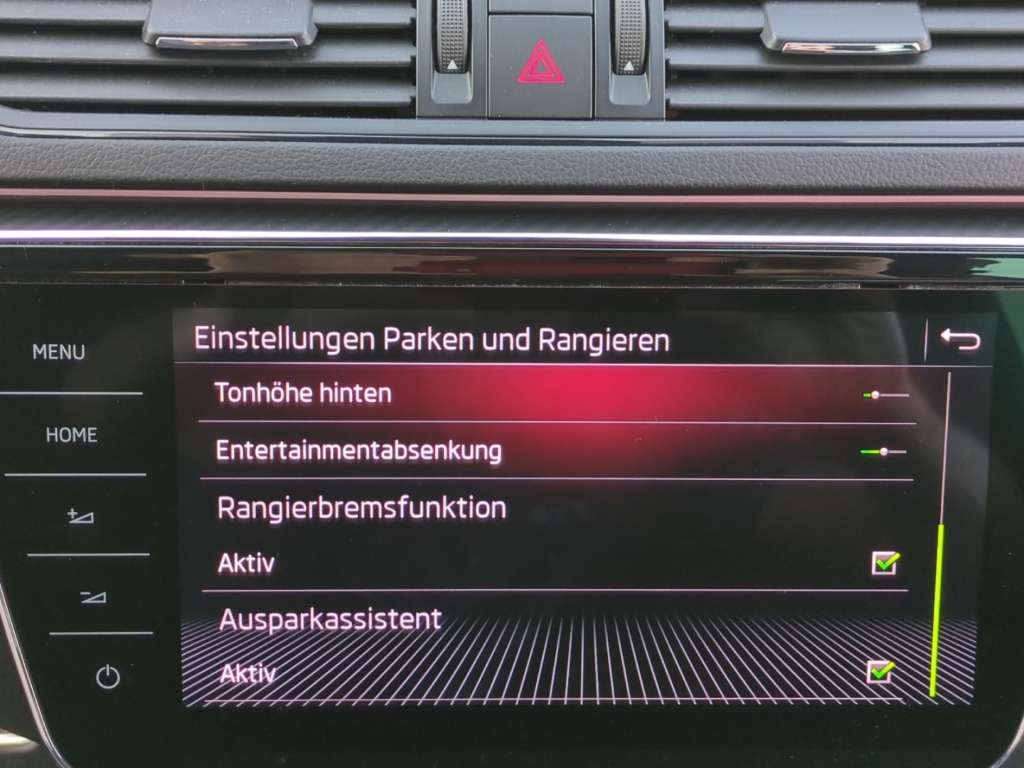 Einstellungen Parken und Rangieren
MENU
Tonhöhe hinten
HOME
Entertainmentabsenkung
Rangierbremsfunktion
Aktiv
Ausparkassistent
Aktiv